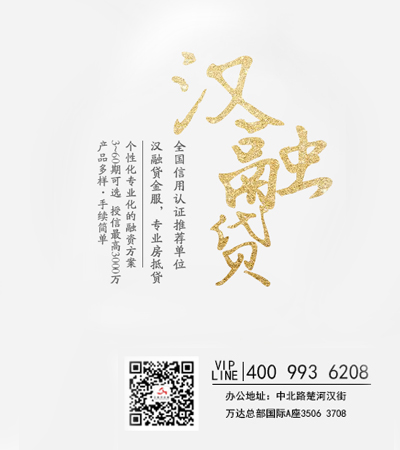 汉融贷
全国信用认证推荐单位
汉融贷金服，专业房抵贷
个性化专业化的融资方案
3~60期可选 授信最高3000万
产品多样·手续简单
VIP LINE 400 993 6208
办公地址：中北路楚河汉街
万达总部国际A座3506 3708